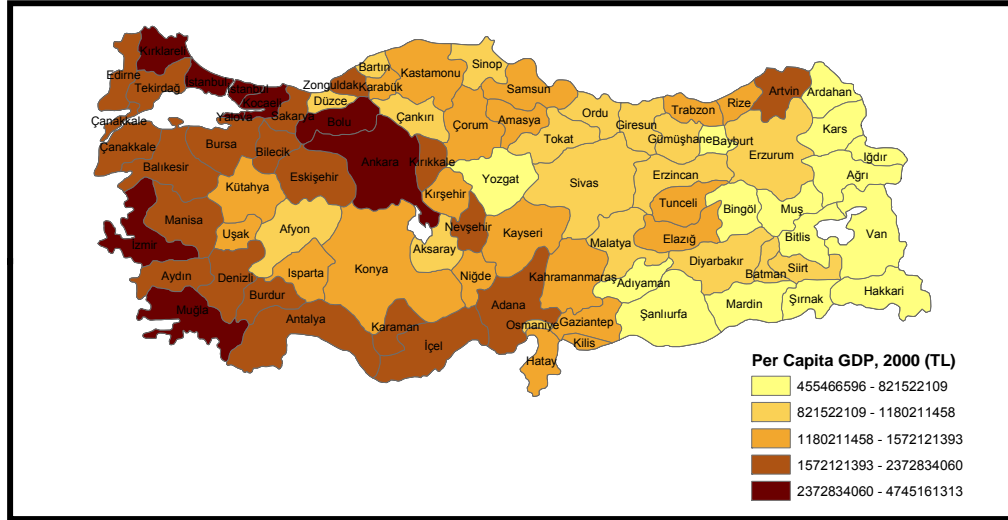 Kırklareli
Edirne
Tekirdağ
İstanbul
İstanbul
Kocaeli
Yalova
Sakarya
Zonguldak
Bartın
Karabük
Kastamonu
Sinop
Samsun
Düzce
Bolu
Çankırı
Çorum
Amasya
Ordu
Giresun
Trabzon
Rize
Artvin
Ardahan
Kars
Iğdır
Ağrı
Çanakkale
Çanakkale
Balıkesir
Bursa
Bilecik
Eskişehir
Ankara
Kırıkkale
Yozgat
Tokat
Sivas
Gümüşhane
Bayburt
Erzurum
Erzincan
Kütahya
Kırşehir
Tunceli
Bingöl
Muş
Van
Bitlis
Manisa
İzmir
Uşak
Afyon
Aksaray
Nevşehir
Kayseri
Malatya
Elazığ
Diyarbakır
Batman
Siirt
Hakkari
Şırnak
Mardin
Şanlıurfa
Adıyaman
Kahramanmaraş
Aydın
Denizli
Isparta
Konya
Niğde
Burdur
Muğla
Antalya
Karaman
İçel
Adana
Osmaniye
Gaziantep
Kilis
Hatay
Per Capita GDP, 2000 (TL)
455466596 - 821522109
821522109 - 1180211458
1180211458 - 1572121393
1572121393 - 2372834060
2372834060 - 4745161313